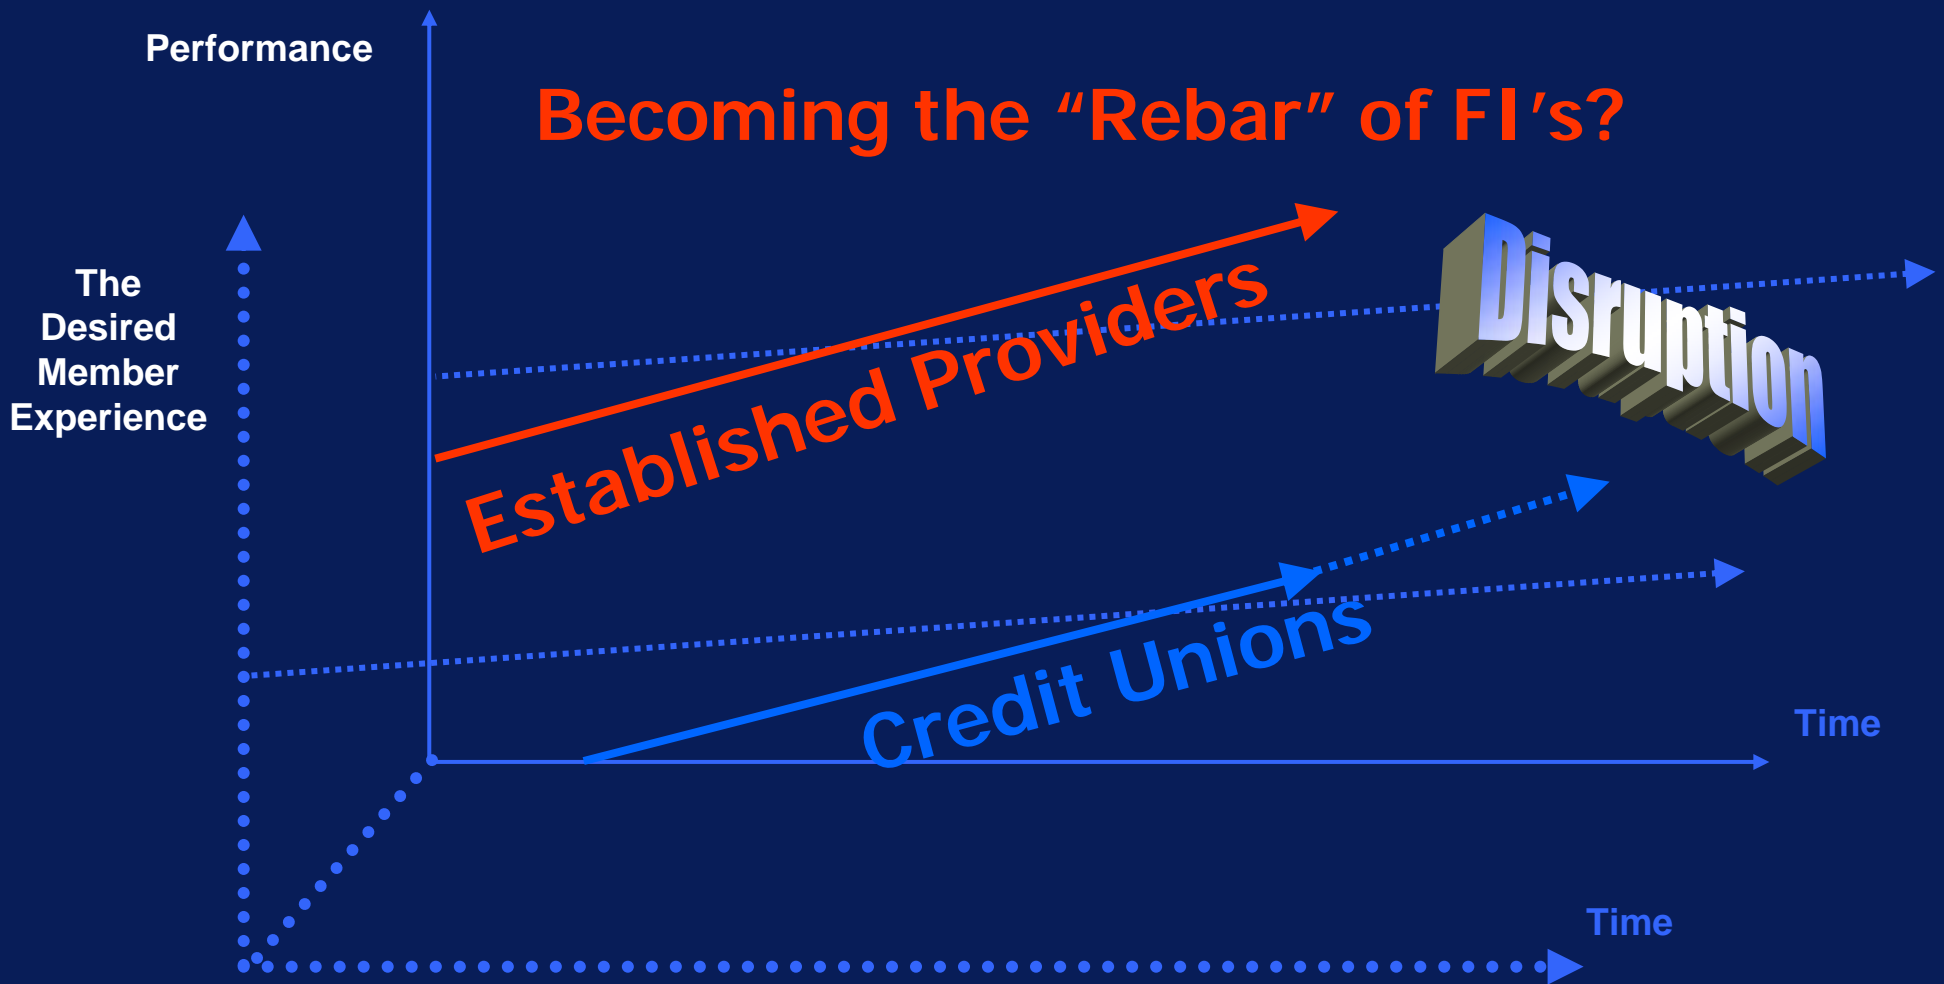 Performance
Becoming the “Rebar” of FI’s?
The
Desired
Member
Experience
Established Providers
Disruption
Credit Unions
Time
Time